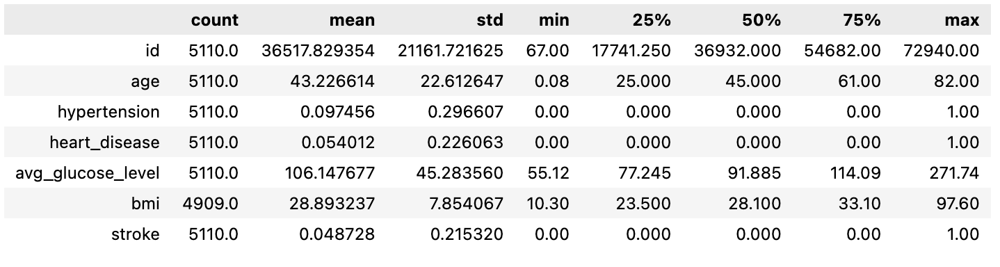 count mean std min 25% 50% 75% max
id 5110.0 36517.829354 21161.721625 67.00 17741.250 36932.000 54682.00 72940.00
age 5110.0 43.226614 22.612647 0.08 25.000 45.000 61.00 82.00
hypertension 5110.0 0.097456 0.296607 0.00 0.000 0.000 0.00 1.00
heart_disease 5110.0 0.054012 0.226063 0.00 0.000 0.000 0.00 1.00
avg_glucose_level 5110.0 106.147677 45.283560 55.12 77.245 91.885 114.09 271.74
bmi 4909.0 28.893237 7.854067 10.30 23.500 28.100 33.10 97.60
stroke 5110.0 0.048728 0.215320 0.00 0.000 0.000 0.00 1.00